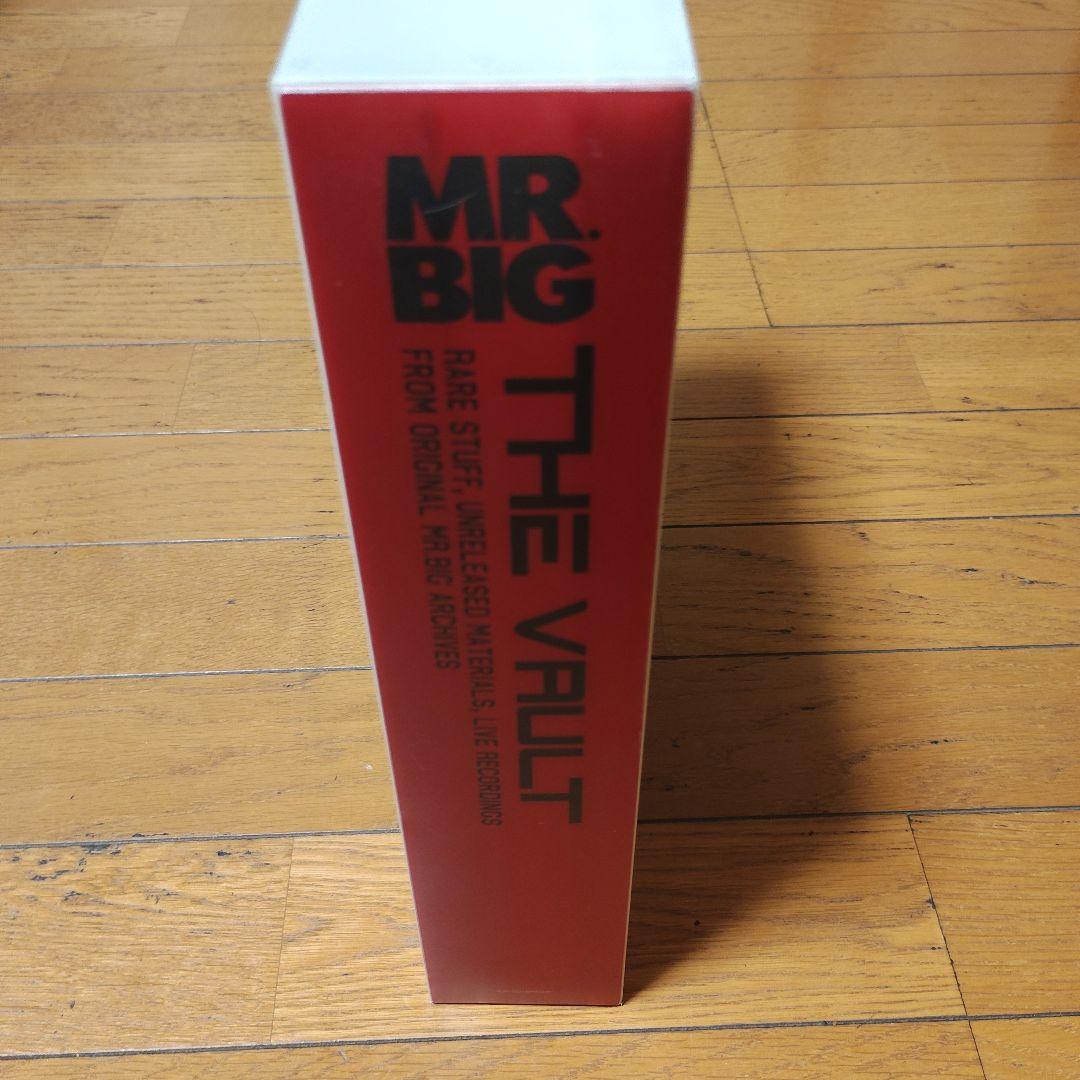 MR.
BIG
THE VAULT
RARE STUFF, UNRELEASED MATERIALS, LIVE RECORDINGS
FROM ORIGINAL MR.BIG ARCHIVES